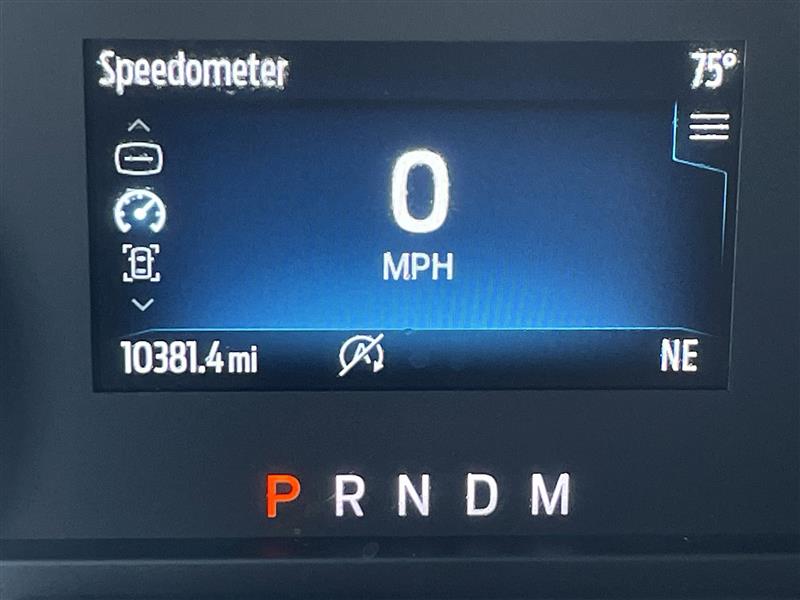 Speedometer 75°
0
MPH
10381.4 mi NE
P R N D M